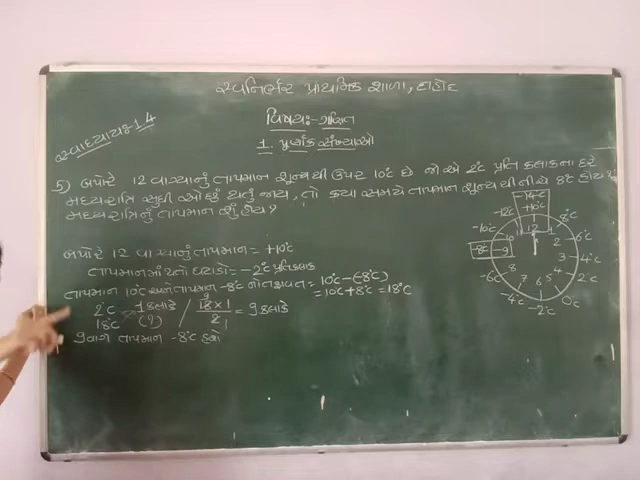 સ્વનિર્ભર પ્રાથમિક શાળા, દાહોદ
વિષય:- ગણિત
સ્વાધ્યાય 1.4
1. પૂર્ણાંક સંખ્યાઓ
5) બપોરે 12 વાગ્યાનું તાપમાન શૂન્યથી ઉપર 10°C છે જો એ 2°C પ્રતિ કલાકના દરે
મધ્યરાત્રિ સુધી ઓછું થતું જાય, તો કયા સમયે તાપમાન શૂન્યથી નીચે 8°C હોય?
મધ્યરાત્રિનું તાપમાન શું હોય?
બપોરે 12 વાગ્યાનું તાપમાન = +10°C
તાપમાનમાં થતો ઘટાડો = -2°C પ્રતિકલાક
તાપમાન 10°C અને તાપમાન -8°C નો તફાવત = 10°C-(-8°C)
= 10°C+8°C = 18°C
2°C 1 કલાકે
18°C (?) / 18×1/2 = 9 કલાકે
9 વાગે તાપમાન -8°C હશે
-14°C
+10°C
-12°C 8°C
-10°C 6°C
-8°C 4°C
-6°C 2°C
-4°C 0°C
-2°C
12 1 2 3 4 5 6 7 8 9 10